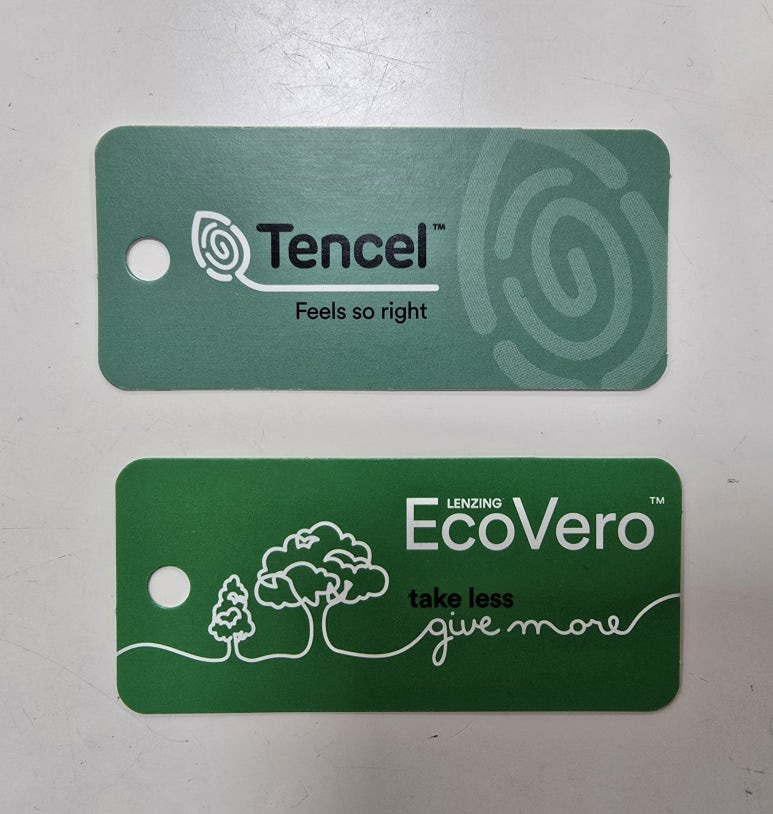 Tencel™
Feels so right
LENZING
EcoVero™
take less
give more